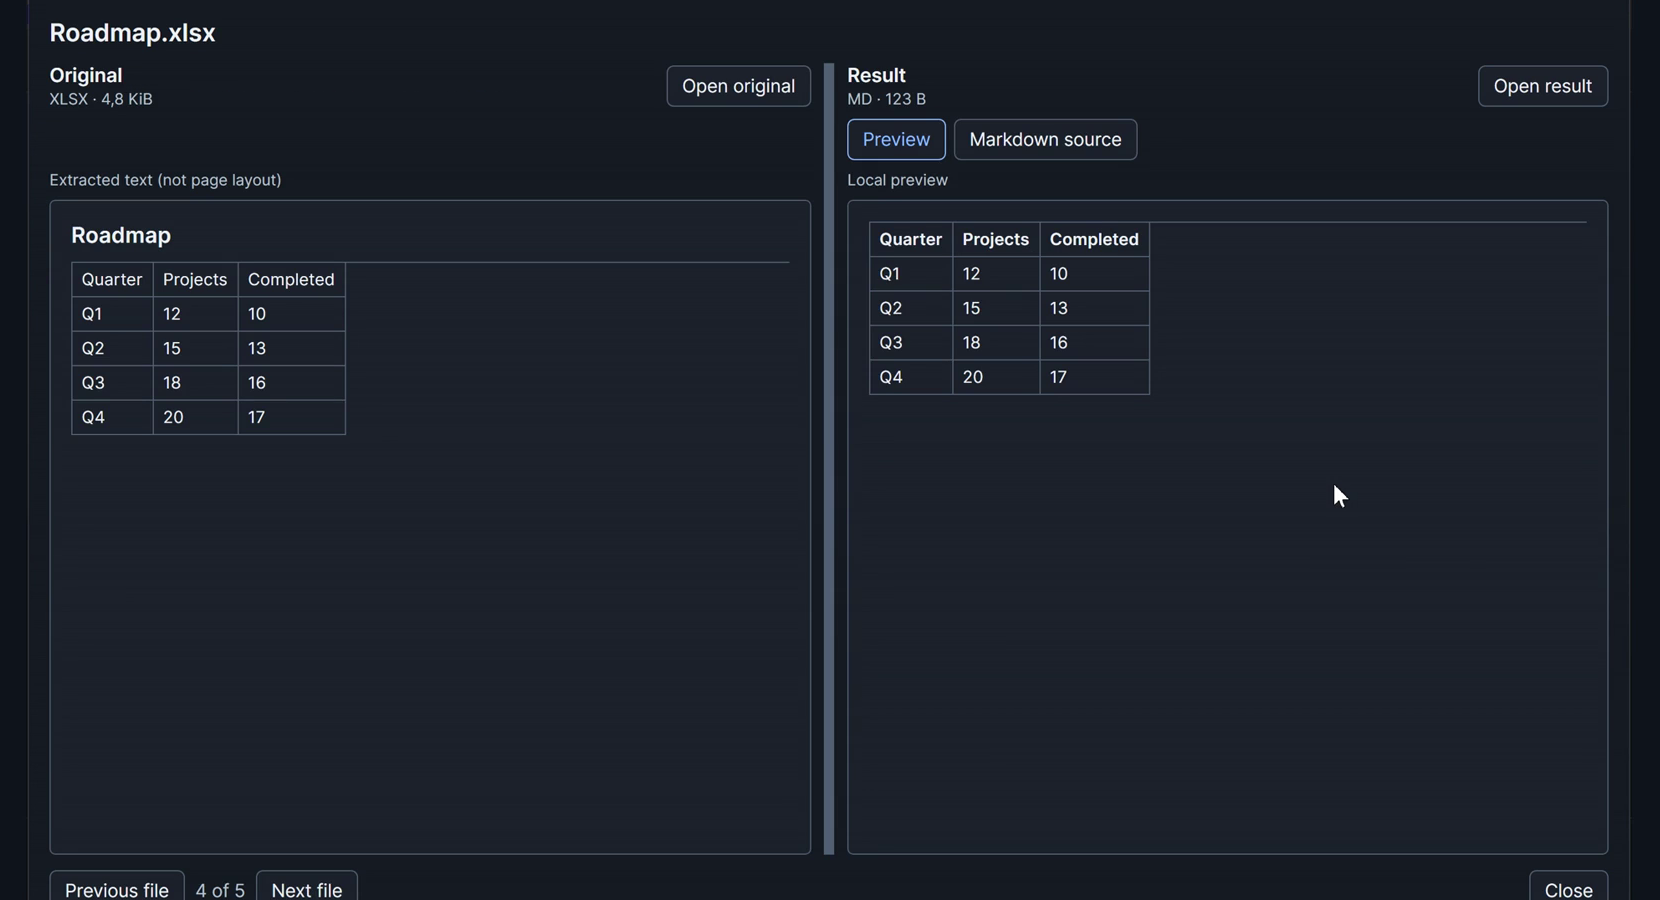 Roadmap.xlsx
Original
XLSX · 4,8 KiB
Open original
Extracted text (not page layout)
Roadmap
Quarter Projects Completed
Q1 12 10
Q2 15 13
Q3 18 16
Q4 20 17
Result
MD · 123 B
Open result
Preview Markdown source
Local preview
Quarter Projects Completed
Q1 12 10
Q2 15 13
Q3 18 16
Q4 20 17
Previous file 4 of 5 Next file Close